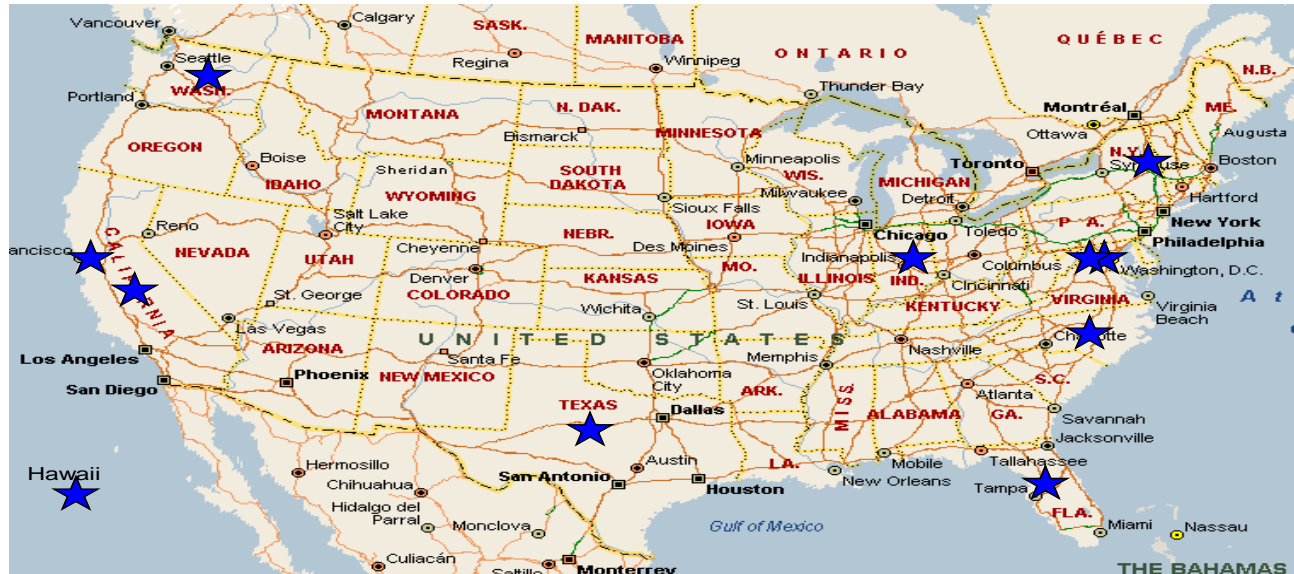 Vancouver
Calgary
SASK.
MANITOBA
ONTARIO
QUÉBEC
N.B.
Seattle
Regina
Winnipeg
Thunder Bay
WASH.
Portland
MONTANA
N. DAK.
Montréal
ME.
Bismarck
MINNESOTA
Ottawa
Augusta
OREGON
N.Y.
Boise
Sheridan
SOUTH
DAKOTA
Minneapolis
WIS.
Toronto
Boston
IDAHO
WYOMING
Milwaukee
MICHIGAN
Detroit
Hartford
Salt Lake
City
Sioux Falls
IOWA
Reno
NEBR.
Chicago
Toledo
P A.
New York
Philadelphia
NEVADA
UTAH
Cheyenne
Des Moines
ancisco
CALIFORNIA
Denver
COLORADO
KANSAS
MO.
ILLINOIS
Indianapolis
IND.
Columbus
Washington, D.C.
St. George
Wichita
St. Louis
Cincinnati
KENTUCKY
VIRGINIA
Virginia
Beach
A t
Las Vegas
UNITED STATES
Los Angeles
ARIZONA
Santa Fe
Memphis
Nashville
San Diego
Phoenix
NEW MEXICO
Oklahoma
City
ARK.
S.C.
Atlanta
TEXAS
Dallas
MISS.
ALABAMA
GA.
Savannah
Jacksonville
Hawaii
Hermosillo
Chihuahua
San Antonio
Austin
Houston
LA.
New Orleans
Mobile
Tallahassee
Tampa
FLA.
Hidalgo del
Parral
Monclova
Gulf of Mexico
Miami
Nassau
Culiacán
Monterrey
THE BAHAMAS